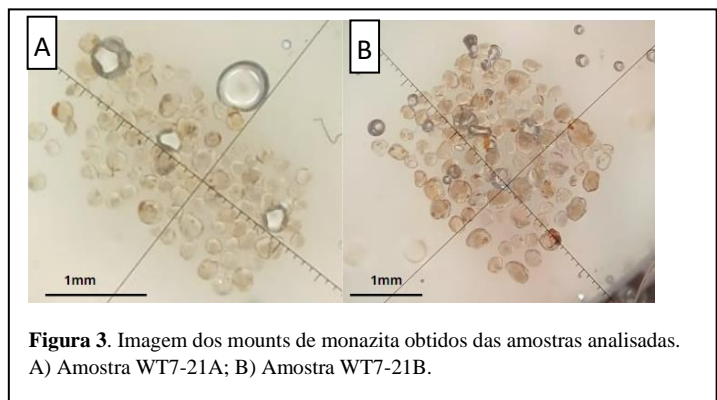 A
B
1mm
1mm
Figura 3. Imagem dos mounts de monazita obtidos das amostras analisadas.
A) Amostra WT7-21A; B) Amostra WT7-21B.